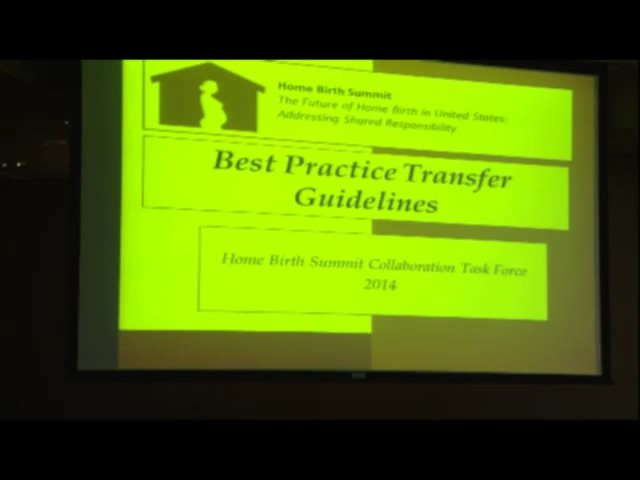 Home Birth Summit
The Future of Home Birth in United States:
Addressing Shared Responsibility
Best Practice Transfer
Guidelines
Home Birth Summit Collaboration Task Force
2014